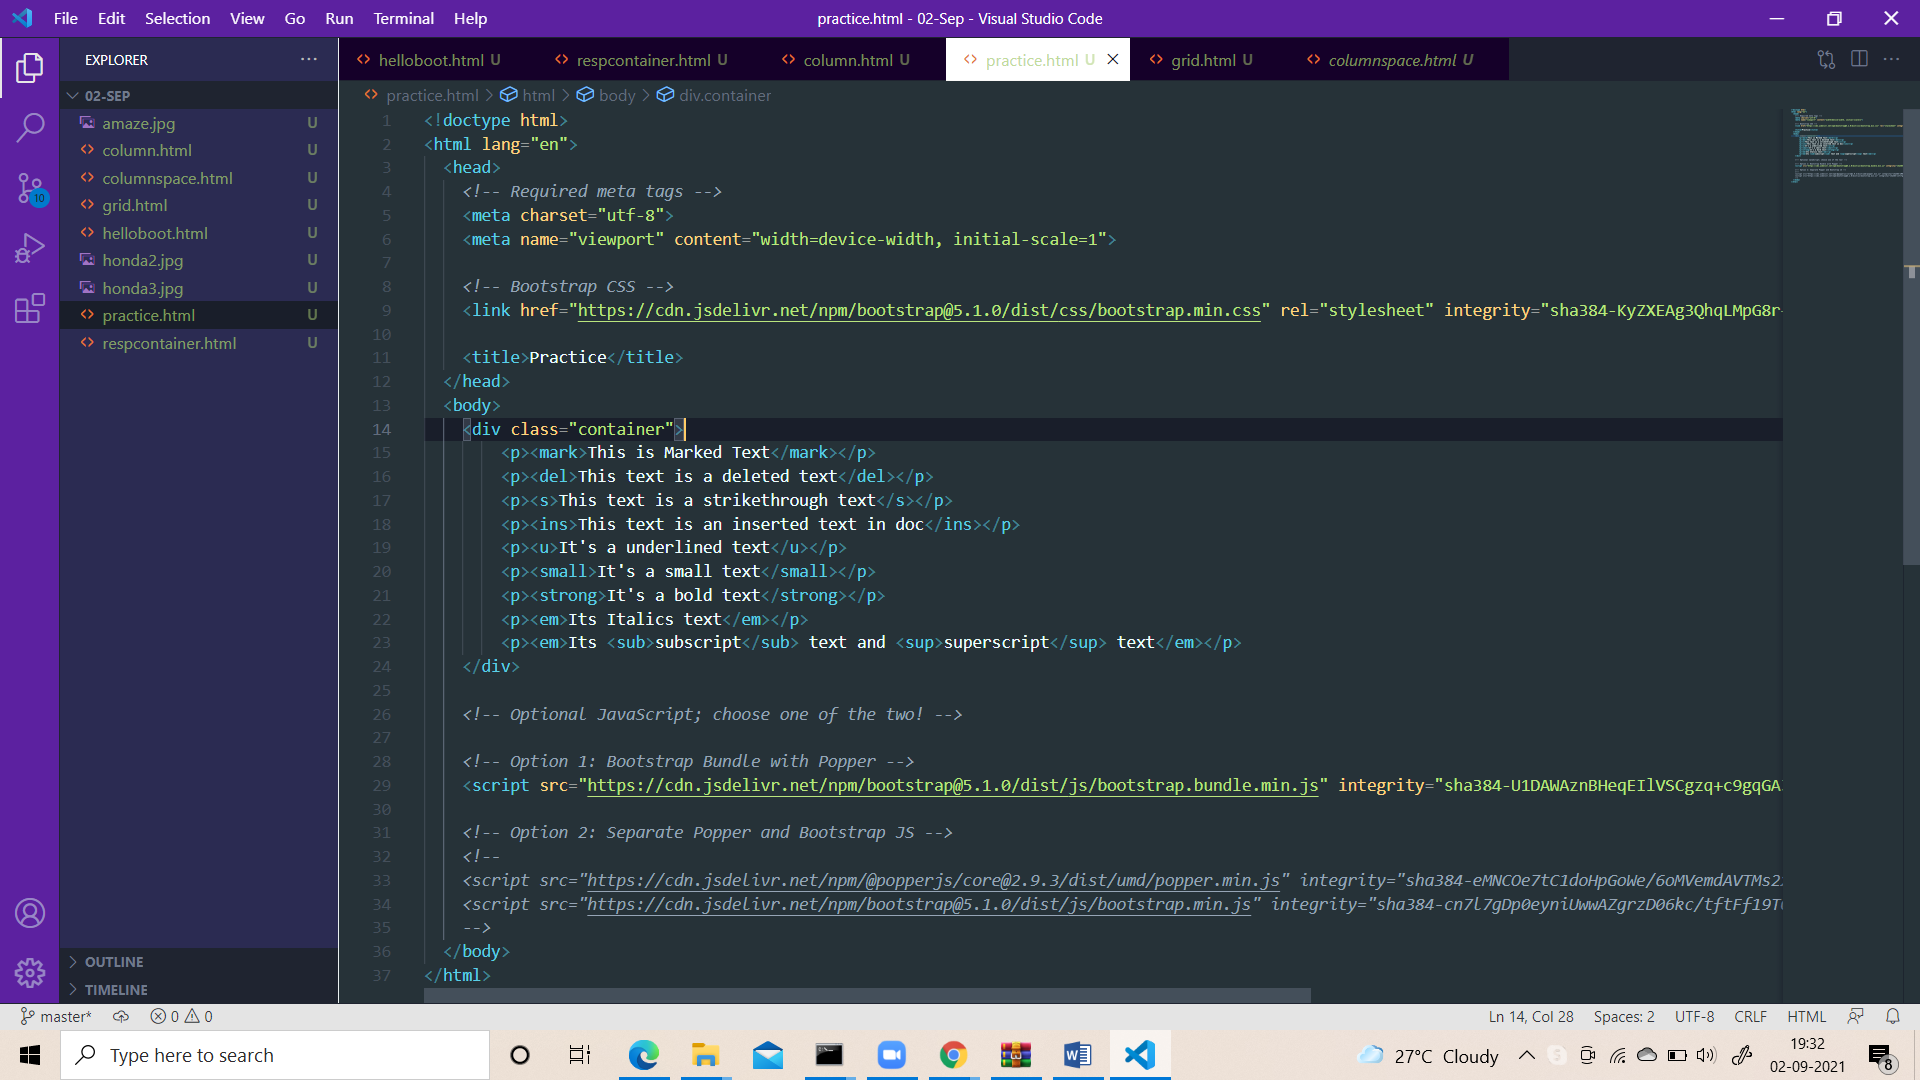 File Edit Selection View Go Run Terminal Help
practice.html - 02-Sep - Visual Studio Code
EXPLORER
helloboot.html U
respcontainer.html U
column.html U
practice.html U
grid.html U
columnspace.html U
02-SEP
amaze.jpg U
column.html U
columnspace.html U
grid.html U
helloboot.html U
honda2.jpg U
honda3.jpg U
practice.html U
respcontainer.html U
10
OUTLINE
TIMELINE
practice.html > html > body > div.container
1 <!doctype html>
2 <html lang="en">
3 <head>
4 <!-- Required meta tags -->
5 <meta charset="utf-8">
6 <meta name="viewport" content="width=device-width, initial-scale=1">
7
8 <!-- Bootstrap CSS -->
9 <link href="https://cdn.jsdelivr.net/npm/bootstrap@5.1.0/dist/css/bootstrap.min.css" rel="stylesheet" integrity="sha384-KyZXEAg3QhqLMpG8r
10
11 <title>Practice</title>
12 </head>
13 <body>
14 <div class="container">
15 <p><mark>This is Marked Text</mark></p>
16 <p><del>This text is a deleted text</del></p>
17 <p><s>This text is a strikethrough text</s></p>
18 <p><ins>This text is an inserted text in doc</ins></p>
19 <p><u>It's a underlined text</u></p>
20 <p><small>It's a small text</small></p>
21 <p><strong>It's a bold text</strong></p>
22 <p><em>Its Italics text</em></p>
23 <p><em>Its <sub>subscript</sub> text and <sup>superscript</sup> text</em></p>
24 </div>
25
26 <!-- Optional JavaScript; choose one of the two! -->
27
28 <!-- Option 1: Bootstrap Bundle with Popper -->
29 <script src="https://cdn.jsdelivr.net/npm/bootstrap@5.1.0/dist/js/bootstrap.bundle.min.js" integrity="sha384-U1DAWAznBHeqEIlVSCgzq+c9gqGA
30
31 <!-- Option 2: Separate Popper and Bootstrap JS -->
32 <!--
33 <script src="https://cdn.jsdelivr.net/npm/@popperjs/core@2.9.3/dist/umd/popper.min.js" integrity="sha384-eMNCOe7tC1doHpGoWe/6oMVemdAVTMs2
34 <script src="https://cdn.jsdelivr.net/npm/bootstrap@5.1.0/dist/js/bootstrap.min.js" integrity="sha384-cn7l7gDp0eyniUwwAZgrzD06kc/tftFf19T
35 -->
36 </body>
37 </html>
master* 0 0
Ln 14, Col 28 Spaces: 2 UTF-8 CRLF HTML
Type here to search
27°C Cloudy
19:32
02-09-2021
8